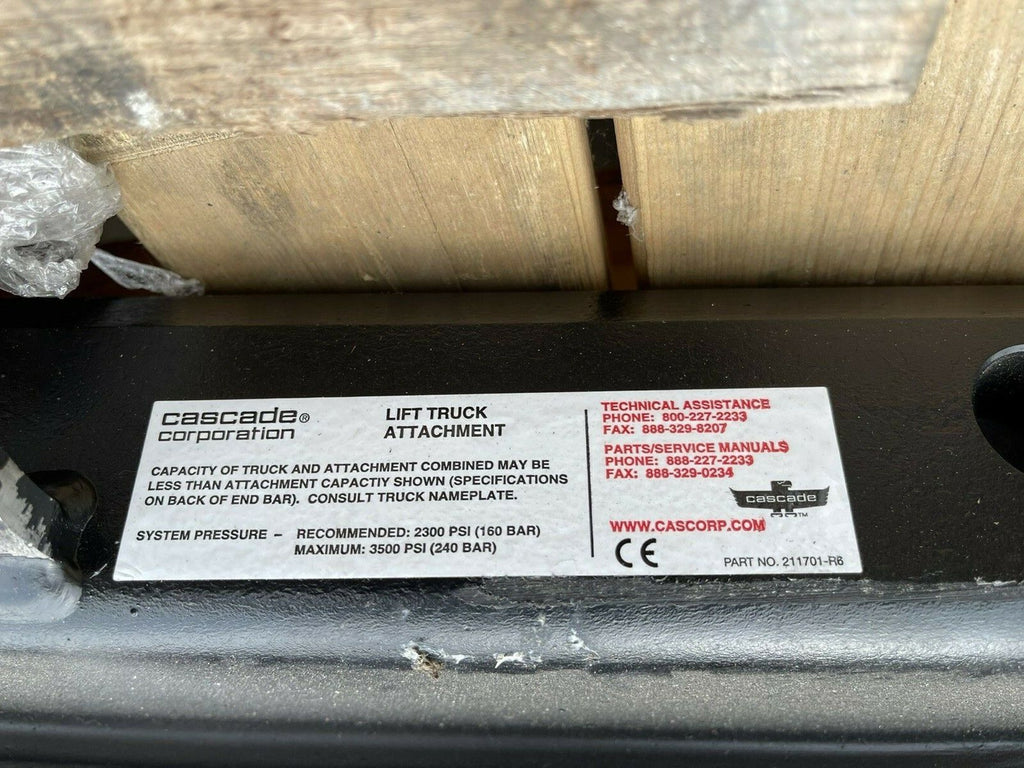 cascade®
corporation
LIFT TRUCK
ATTACHMENT
CAPACITY OF TRUCK AND ATTACHMENT COMBINED MAY BE
LESS THAN ATTACHMENT CAPACTIY SHOWN (SPECIFICATIONS
ON BACK OF END BAR). CONSULT TRUCK NAMEPLATE.
SYSTEM PRESSURE – RECOMMENDED: 2300 PSI (160 BAR)
MAXIMUM: 3500 PSI (240 BAR)
TECHNICAL ASSISTANCE
PHONE: 800-227-2233
FAX: 888-329-8207
PARTS/SERVICE MANUALS
PHONE: 888-227-2233
FAX: 888-329-0234
cascade
™
WWW.CASCORP.COM
CE
PART NO. 211701-R6